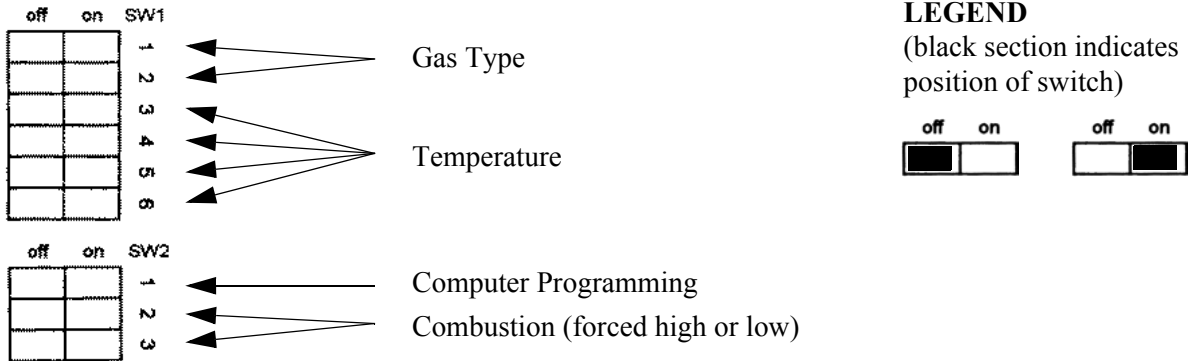 off on SW1
1
2
3
4
5
6
Gas Type
Temperature
off on SW2
1
2
3
Computer Programming
Combustion (forced high or low)
LEGEND
(black section indicates
position of switch)
off on off on